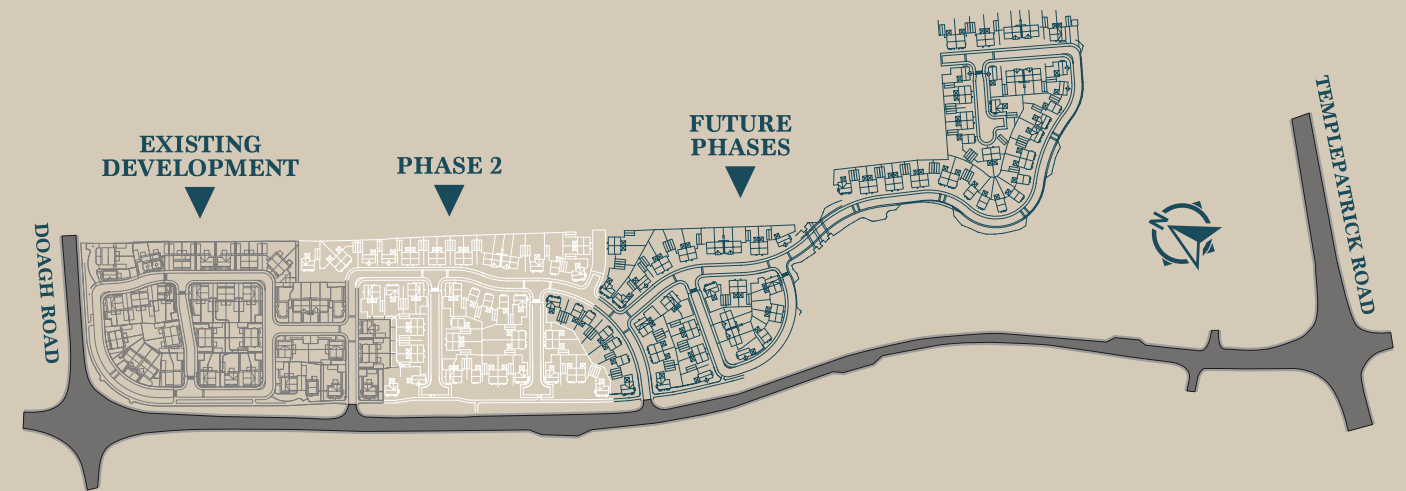 EXISTING
DEVELOPMENT
PHASE 2
FUTURE
PHASES
DOAGH ROAD
TEMPLEPATRICK ROAD
N